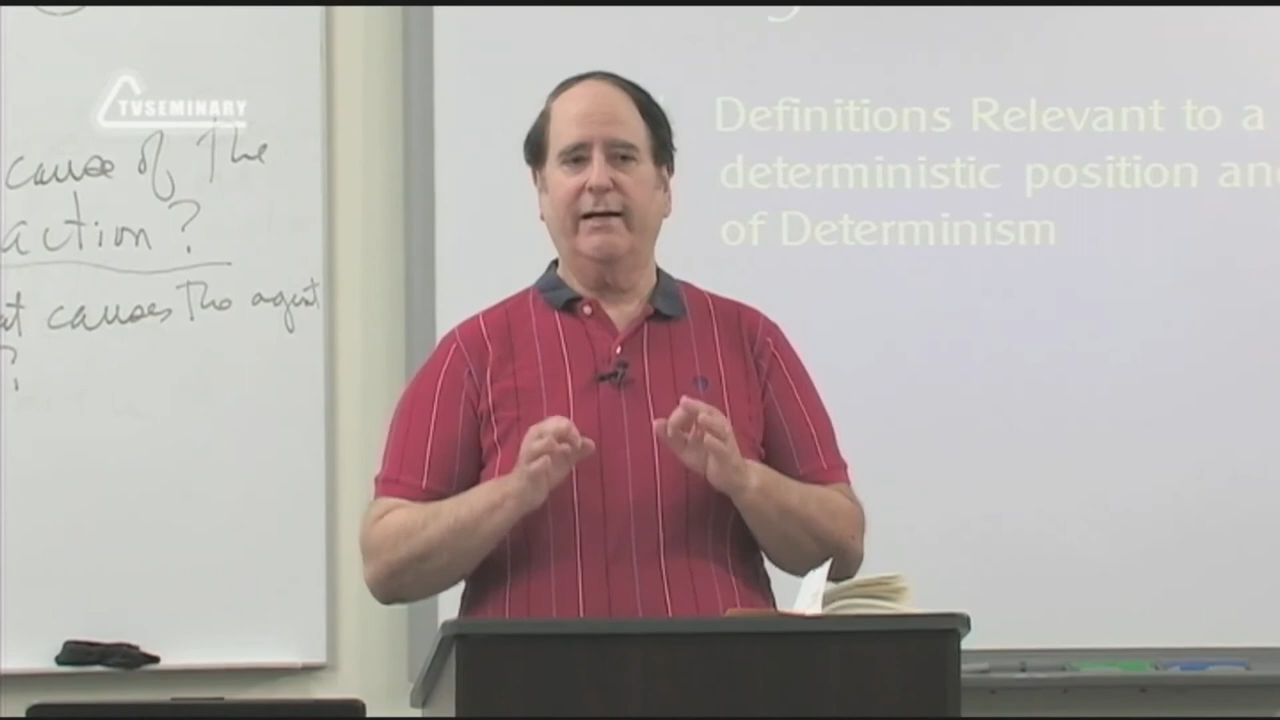 TVSEMINARY
cause of the
action?
at causes the agent
?
Definitions Relevant to a
deterministic position and
of Determinism